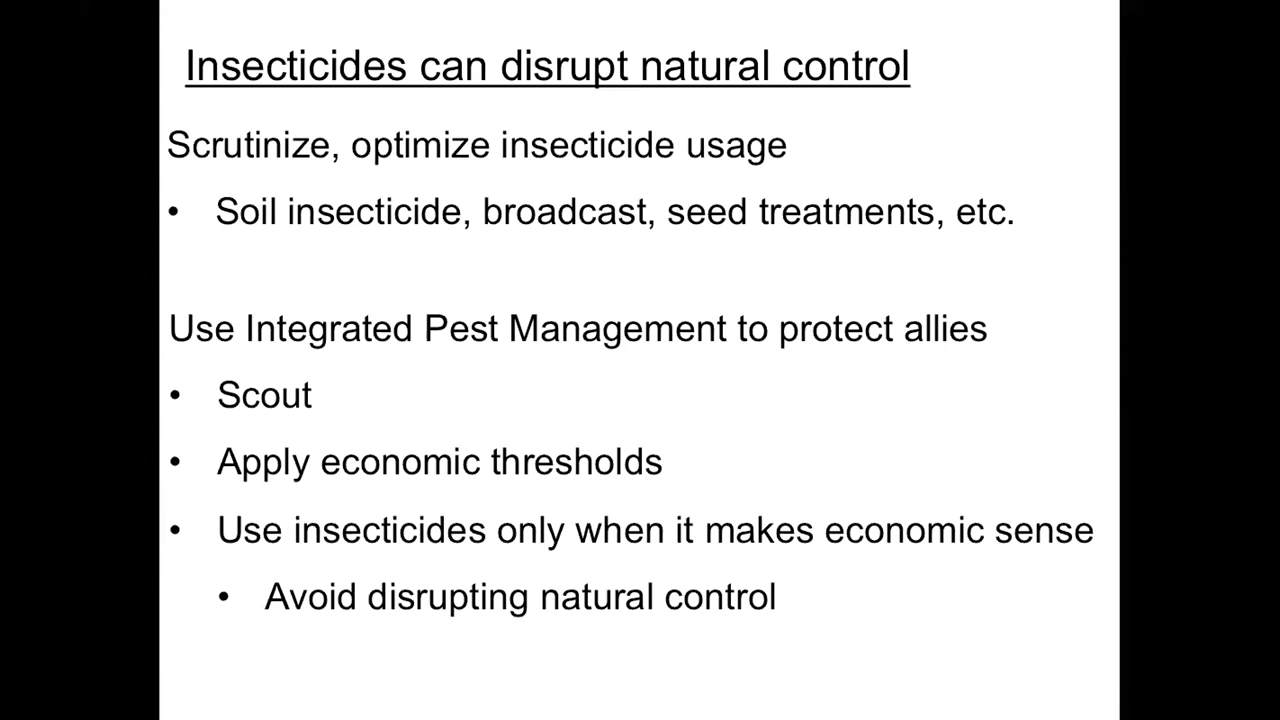 Insecticides can disrupt natural control
Scrutinize, optimize insecticide usage
• Soil insecticide, broadcast, seed treatments, etc.
Use Integrated Pest Management to protect allies
• Scout
• Apply economic thresholds
• Use insecticides only when it makes economic sense
• Avoid disrupting natural control